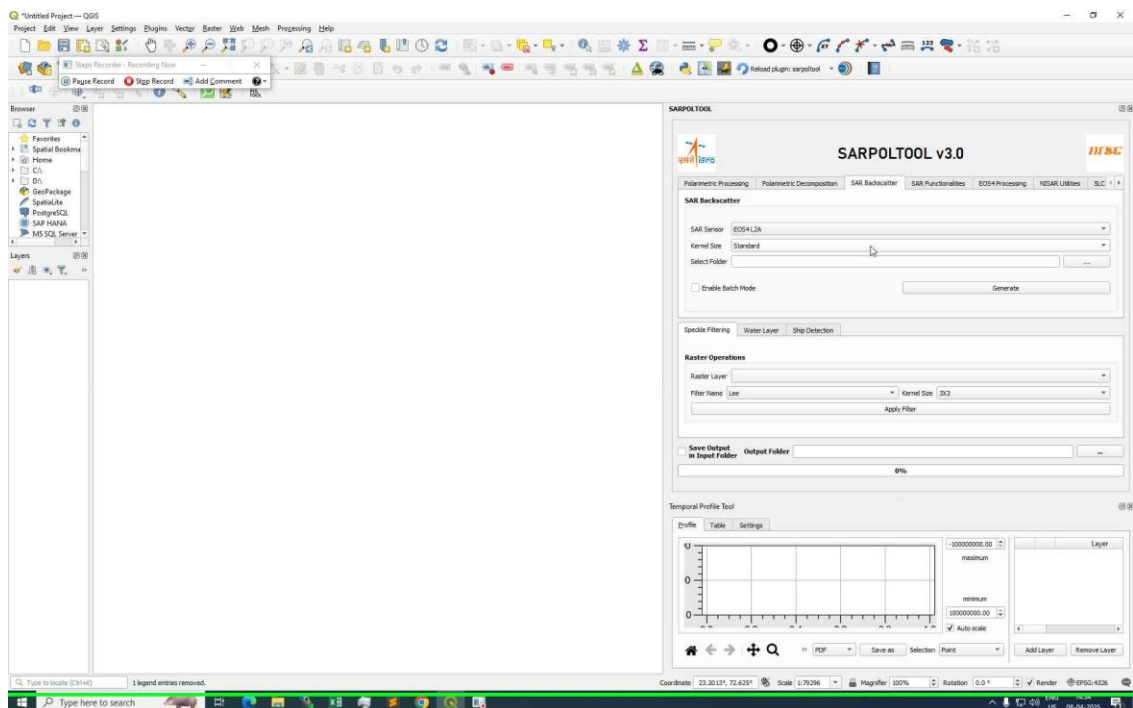 *Untitled Project — QGIS
Project Edit View Layer Settings Plugins Vector Raster Web Mesh Processing Help
Steps Recorder - Recording Now
Pause Record Stop Record Add Comment
Reload plugin: sarpoltool
Browser
Favorites
Spatial Bookma
Home
C:\
D:\
GeoPackage
SpatiaLite
PostgreSQL
SAP HANA
MS SQL Server
Layers
SARPOLTOOL
इसरो isro
SARPOLTOOL v3.0
nrsc
Polarimetric Processing Polarimetric Decomposition SAR Backscatter SAR Functionalities EOS4 Processing NISAR Utilities SLC
SAR Backscatter
SAR Sensor EOS4 L2A
Kernel Size Standard
Select Folder ...
Enable Batch Mode Generate
Speckle Filtering Water Layer Ship Detection
Raster Operations
Raster Layer
Filter Name Lee Kernel Size 3X3
Apply Filter
Save Output in Input Folder Output Folder ...
0%
Temporal Profile Tool
Profile Table Settings
-100000000.00
maximum
minimum
100000000.00
Auto scale
Layer
PDF Save as Selection Point Add Layer Remove Layer
Type to locate (Ctrl+K) 1 legend entries removed. Coordinate 23.2013°, 72.625° Scale 1:79296 Magnifier 100% Rotation 0.0 ° Render EPSG:4326
Type here to search